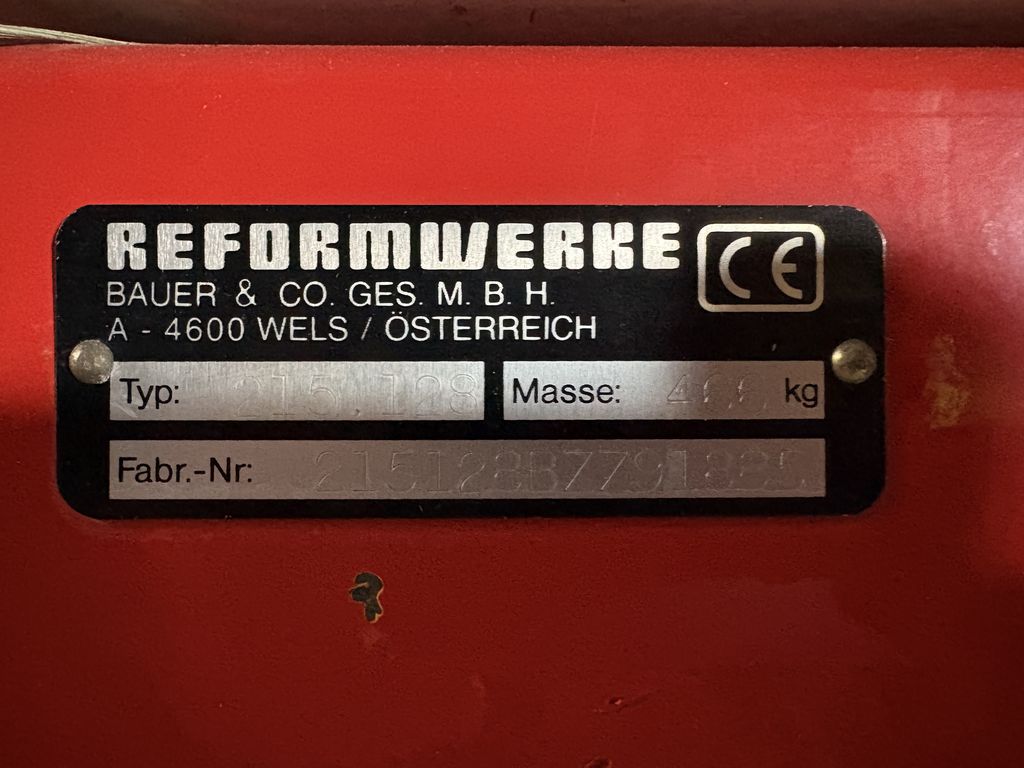 REFORMWERKE
CE
BAUER & CO. GES. M. B. H.
A - 4600 WELS / ÖSTERREICH
Typ: 215.128
Masse: kg
Fabr.-Nr: